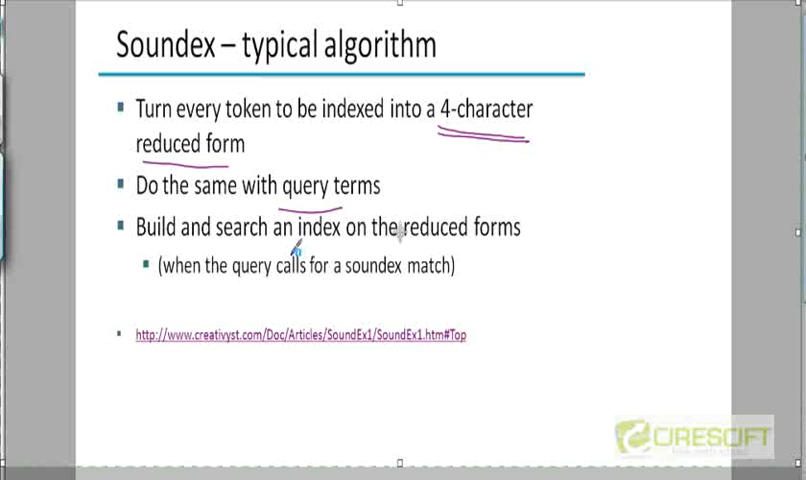 Soundex – typical algorithm
Turn every token to be indexed into a 4-character
reduced form
Do the same with query terms
Build and search an index on the reduced forms
(when the query calls for a soundex match)
http://www.creativyst.com/Doc/Articles/SoundEx1/SoundEx1.htm#Top